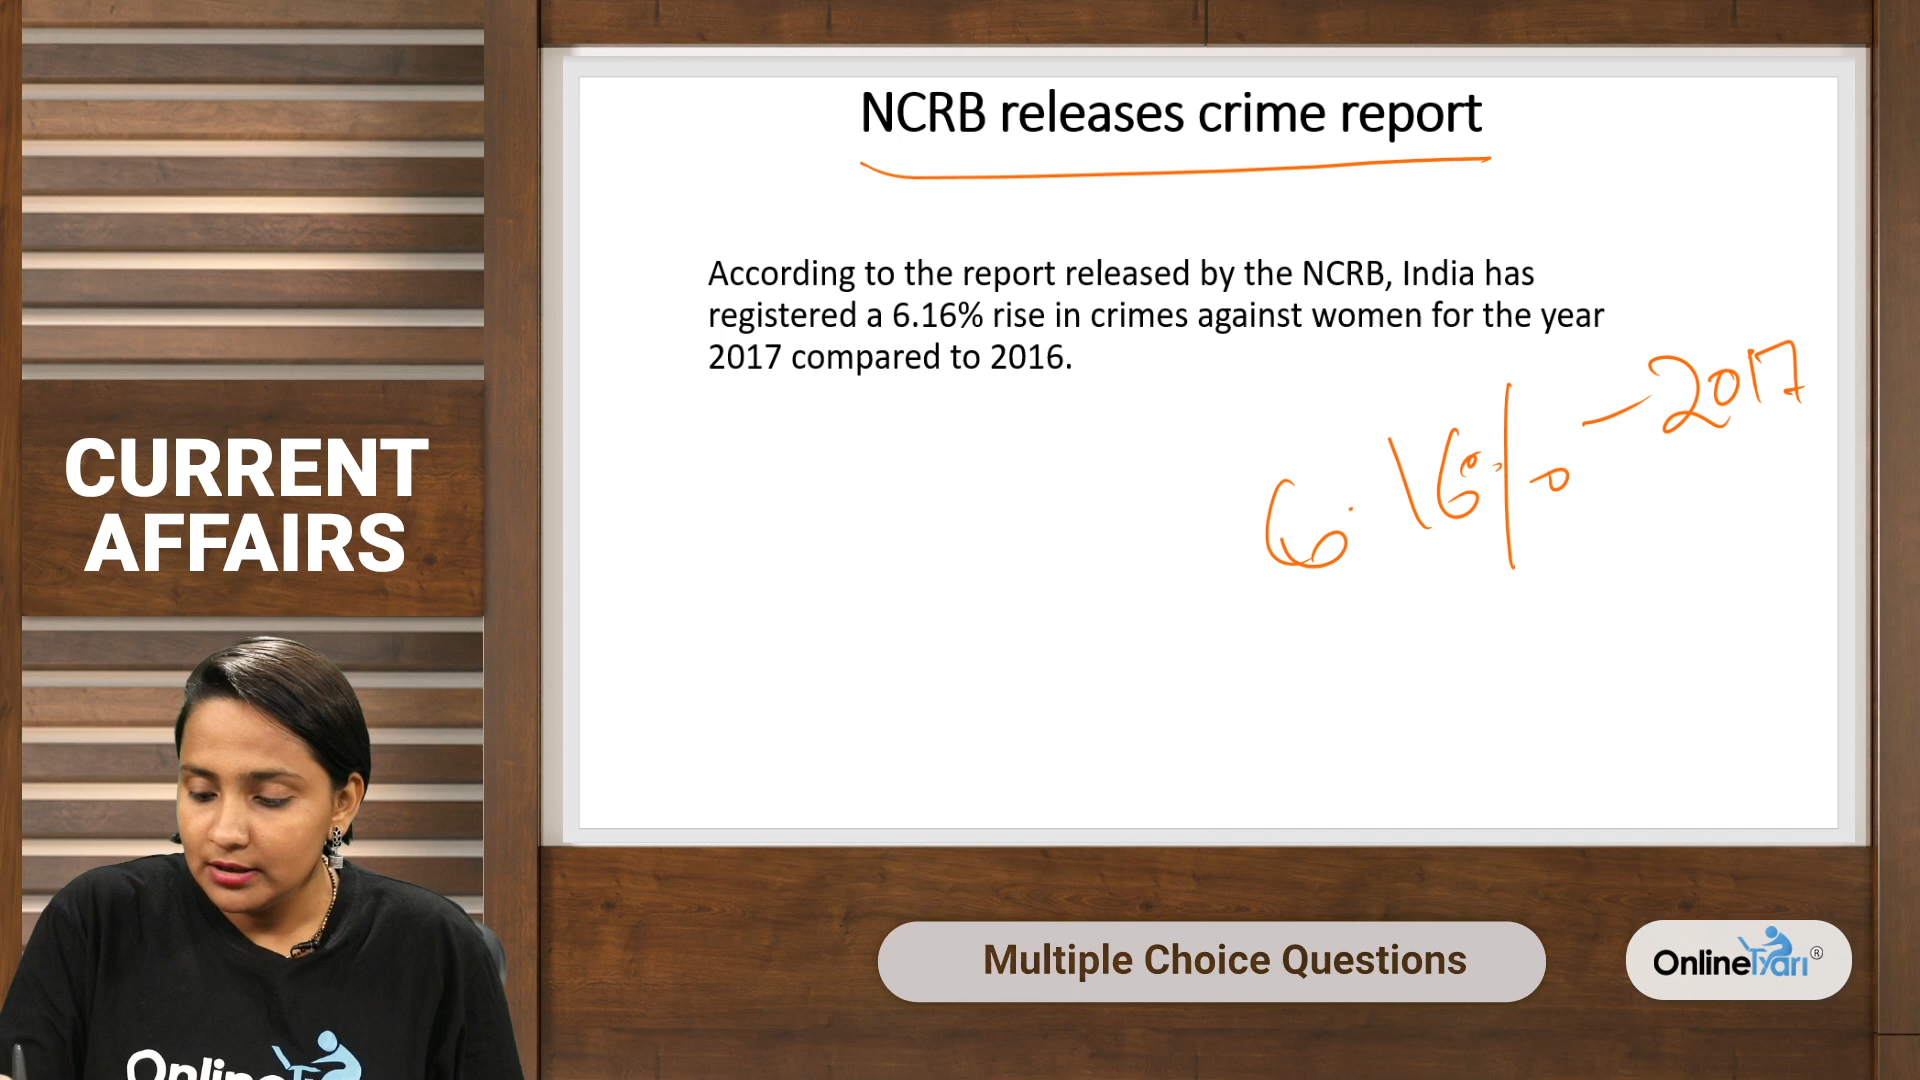 NCRB releases crime report
According to the report released by the NCRB, India has
registered a 6.16% rise in crimes against women for the year
2017 compared to 2016.
6.16% - 2017
CURRENT
AFFAIRS
Multiple Choice Questions
OnlineTyari®
OnlineT